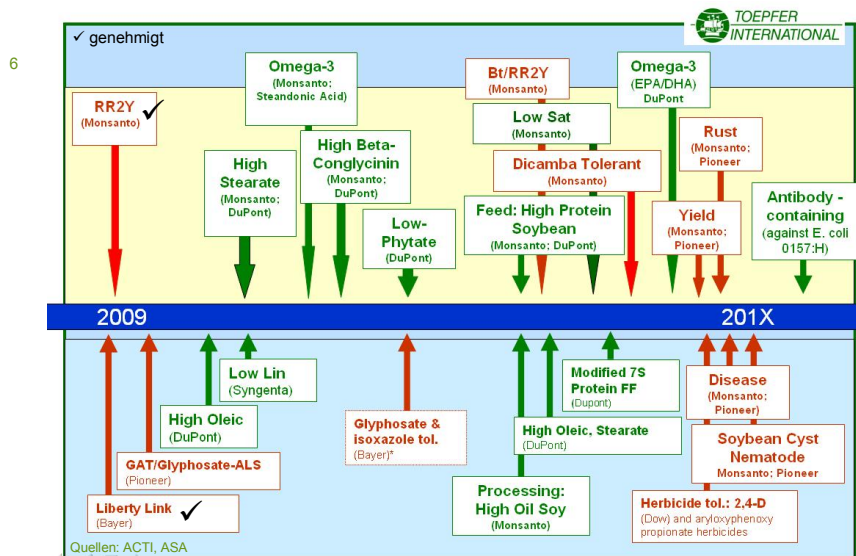 6
✓ genehmigt
TOEPFER
INTERNATIONAL
RR2Y ✓
(Monsanto)
Omega-3
(Monsanto;
Steandonic Acid)
High
Stearate
(Monsanto;
DuPont)
High Beta-
Conglycinin
(Monsanto;
DuPont)
Low-
Phytate
(DuPont)
Bt/RR2Y
(Monsanto)
Low Sat
(Monsanto)
Dicamba Tolerant
(Monsanto)
Feed: High Protein
Soybean
(Monsanto; DuPont)
Omega-3
(EPA/DHA)
DuPont
Rust
(Monsanto;
Pioneer
Yield
(Monsanto;
Pioneer)
Antibody -
containing
(against E. coli
0157:H)
2009
201X
Low Lin
(Syngenta)
High Oleic
(DuPont)
GAT/Glyphosate-ALS
(Pioneer)
Liberty Link ✓
(Bayer)
Glyphosate &
isoxazole tol.
(Bayer)*
Modified 7S
Protein FF
(Dupont)
High Oleic, Stearate
(DuPont)
Processing:
High Oil Soy
(Monsanto)
Disease
(Monsanto;
Pioneer)
Soybean Cyst
Nematode
Monsanto; Pioneer
Herbicide tol.: 2,4-D
(Dow) and aryloxyphenoxy
propionate herbicides
Quellen: ACTI, ASA